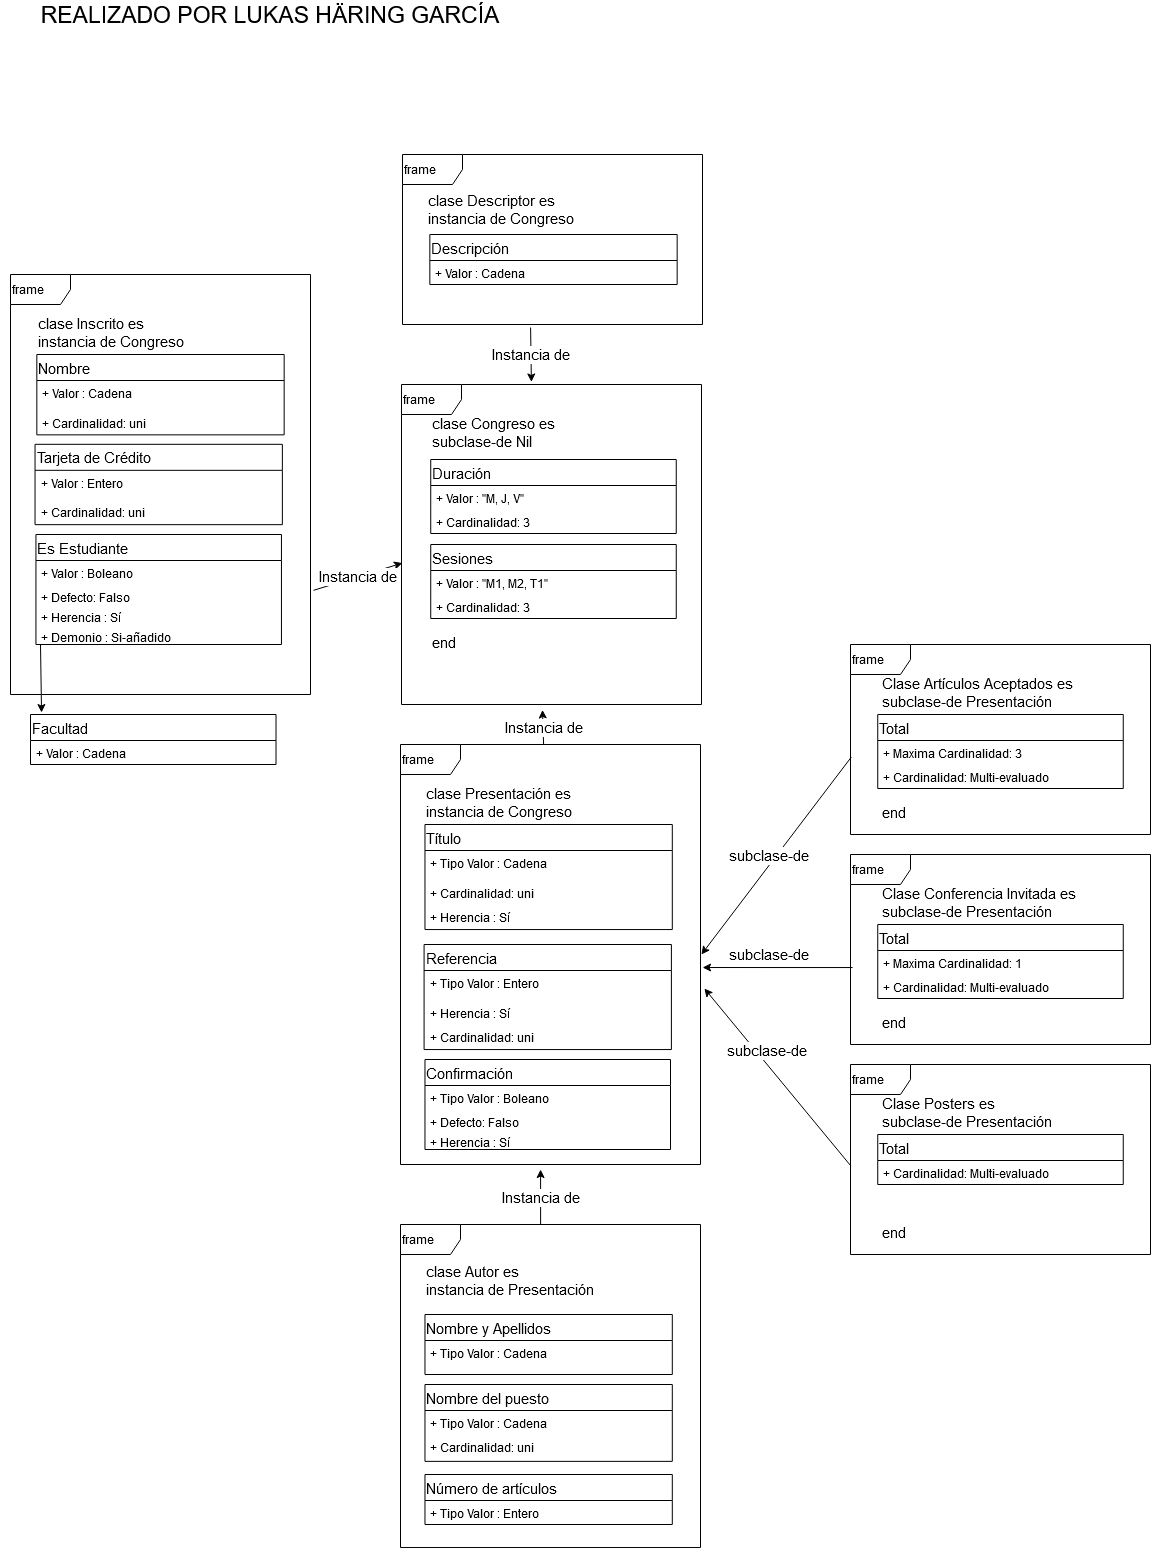 REALIZADO POR LUKAS HÄRING GARCÍA
frame
clase Descriptor es
instancia de Congreso
Descripción
+ Valor : Cadena
Instancia de
frame
clase Inscrito es
instancia de Congreso
Nombre
+ Valor : Cadena
+ Cardinalidad: uni
Tarjeta de Crédito
+ Valor : Entero
+ Cardinalidad: uni
Es Estudiante
+ Valor : Boleano
+ Defecto: Falso
+ Herencia : Sí
+ Demonio : Si-añadido
Facultad
+ Valor : Cadena
Instancia de
frame
clase Congreso es
subclase-de Nil
Duración
+ Valor : "M, J, V"
+ Cardinalidad: 3
Sesiones
+ Valor : "M1, M2, T1"
+ Cardinalidad: 3
end
Instancia de
frame
clase Presentación es
instancia de Congreso
Título
+ Tipo Valor : Cadena
+ Cardinalidad: uni
+ Herencia : Sí
Referencia
+ Tipo Valor : Entero
+ Herencia : Sí
+ Cardinalidad: uni
Confirmación
+ Tipo Valor : Boleano
+ Defecto: Falso
+ Herencia : Sí
subclase-de
subclase-de
subclase-de
frame
Clase Artículos Aceptados es
subclase-de Presentación
Total
+ Maxima Cardinalidad: 3
+ Cardinalidad: Multi-evaluado
end
frame
Clase Conferencia Invitada es
subclase-de Presentación
Total
+ Maxima Cardinalidad: 1
+ Cardinalidad: Multi-evaluado
end
frame
Clase Posters es
subclase-de Presentación
Total
+ Cardinalidad: Multi-evaluado
end
Instancia de
frame
clase Autor es
instancia de Presentación
Nombre y Apellidos
+ Tipo Valor : Cadena
Nombre del puesto
+ Tipo Valor : Cadena
+ Cardinalidad: uni
Número de artículos
+ Tipo Valor : Entero